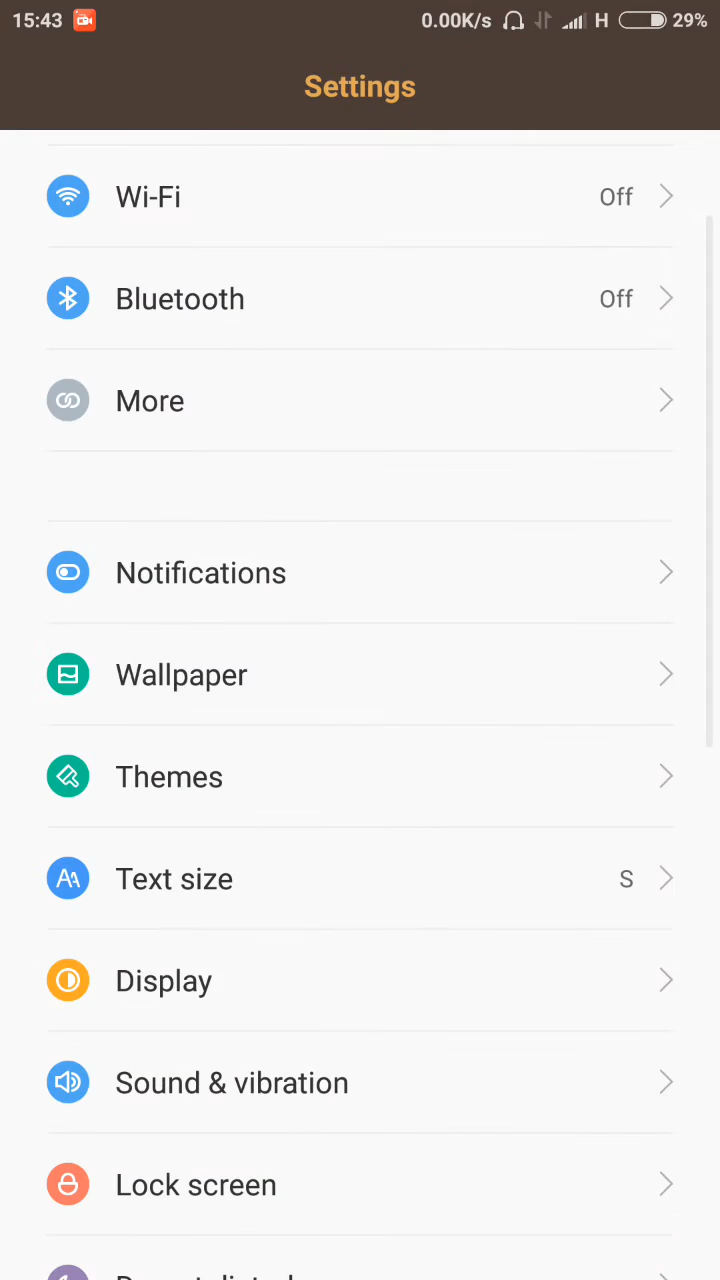 15:43 0.00K/s H 29%
Settings
Wi-Fi Off
Bluetooth Off
More
Notifications
Wallpaper
Themes
Text size S
Display
Sound & vibration
Lock screen